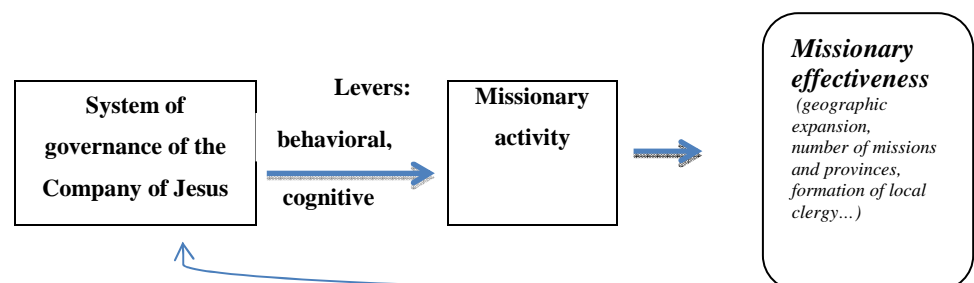 System of
governance of the
Company of Jesus
Levers:
behavioral,
cognitive
Missionary
activity
Missionary
effectiveness
(geographic
expansion,
number of missions
and provinces,
formation of local
clergy…)